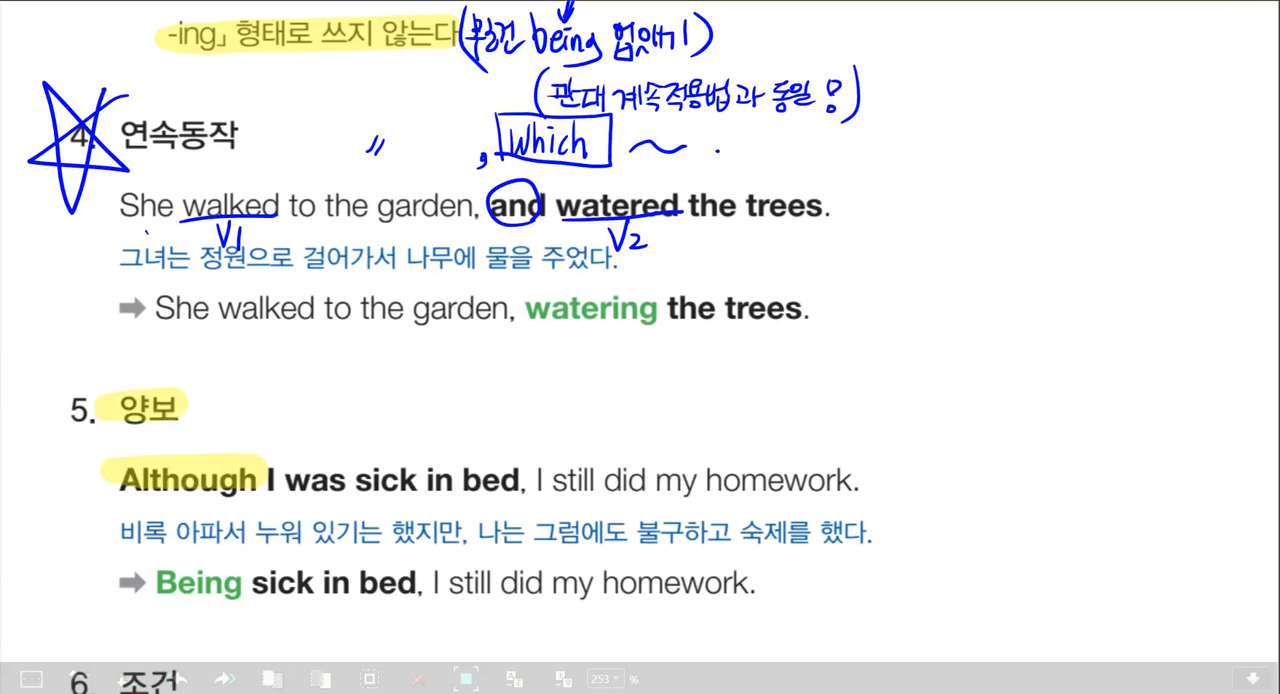 -ing」 형태로 쓰지 않는다 (무조건 being 없애기)
(관대 계속적용법과 동일!)
4. 연속동작 〃 , Which ~ .
She walked to the garden, and watered the trees.
V1 V2
그녀는 정원으로 걸어가서 나무에 물을 주었다.
➡ She walked to the garden, watering the trees.
5. 양보
Although I was sick in bed, I still did my homework.
비록 아파서 누워 있기는 했지만, 나는 그럼에도 불구하고 숙제를 했다.
➡ Being sick in bed, I still did my homework.
6. 조건
253 %